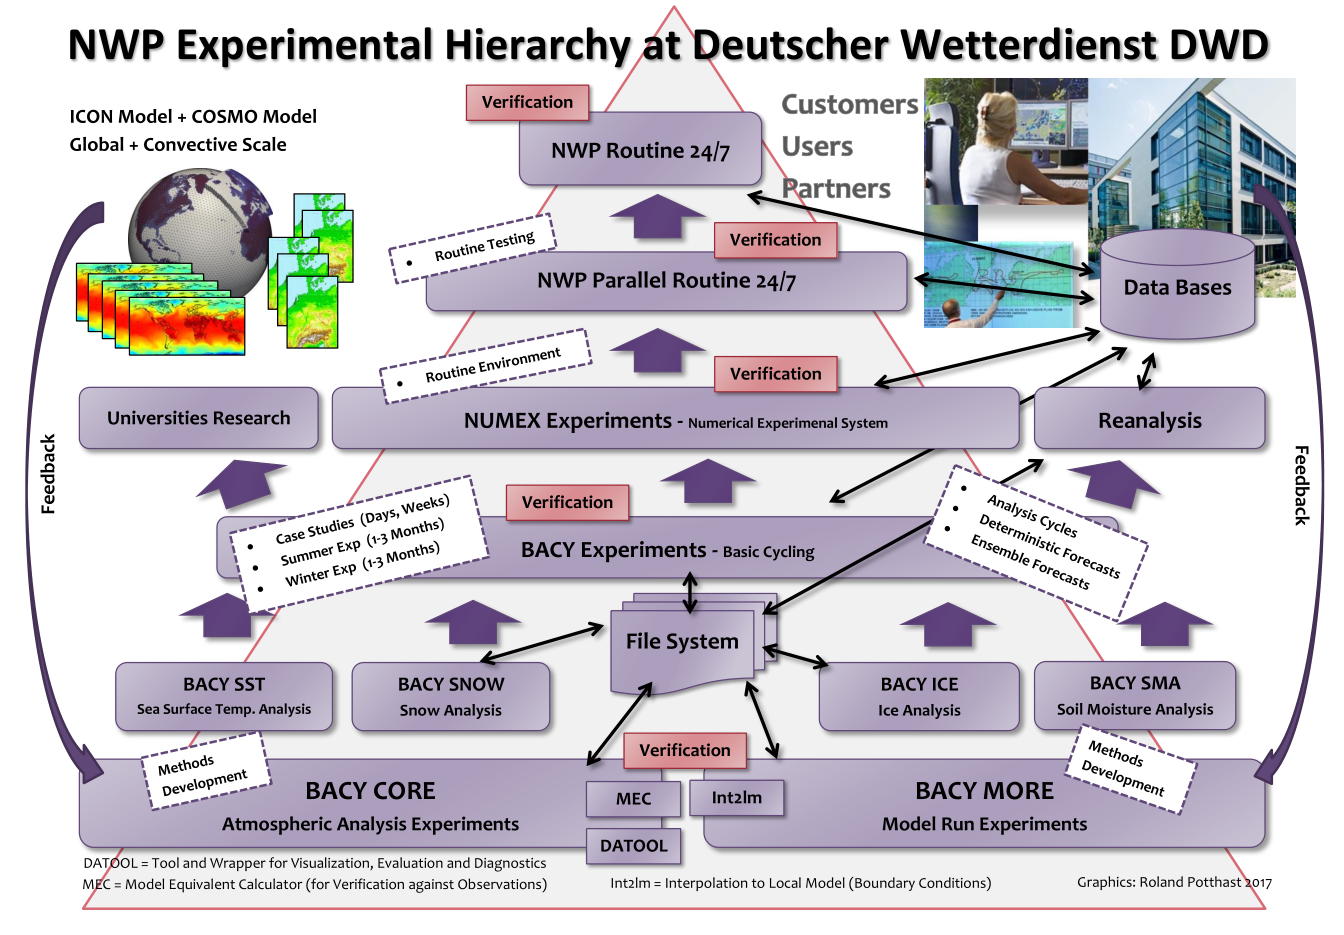 NWP Experimental Hierarchy at Deutscher Wetterdienst DWD
ICON Model + COSMO Model
Global + Convective Scale
Verification
NWP Routine 24/7
Customers
Users
Partners
• Routine Testing
Verification
NWP Parallel Routine 24/7
Data Bases
• Routine Environment
Verification
Universities Research
NUMEX Experiments - Numerical Experimenal System
Reanalysis
Feedback
Feedback
• Case Studies (Days, Weeks)
• Summer Exp (1-3 Months)
• Winter Exp (1-3 Months)
Verification
BACY Experiments - Basic Cycling
• Analysis Cycles
• Deterministic Forecasts
• Ensemble Forecasts
File System
BACY SST
Sea Surface Temp. Analysis
BACY SNOW
Snow Analysis
BACY ICE
Ice Analysis
BACY SMA
Soil Moisture Analysis
Methods
Development
Verification
Methods
Development
BACY CORE
Atmospheric Analysis Experiments
MEC
DATOOL
Int2lm
BACY MORE
Model Run Experiments
DATOOL = Tool and Wrapper for Visualization, Evaluation and Diagnostics
MEC = Model Equivalent Calculator (for Verification against Observations)
Int2lm = Interpolation to Local Model (Boundary Conditions)
Graphics: Roland Potthast 2017